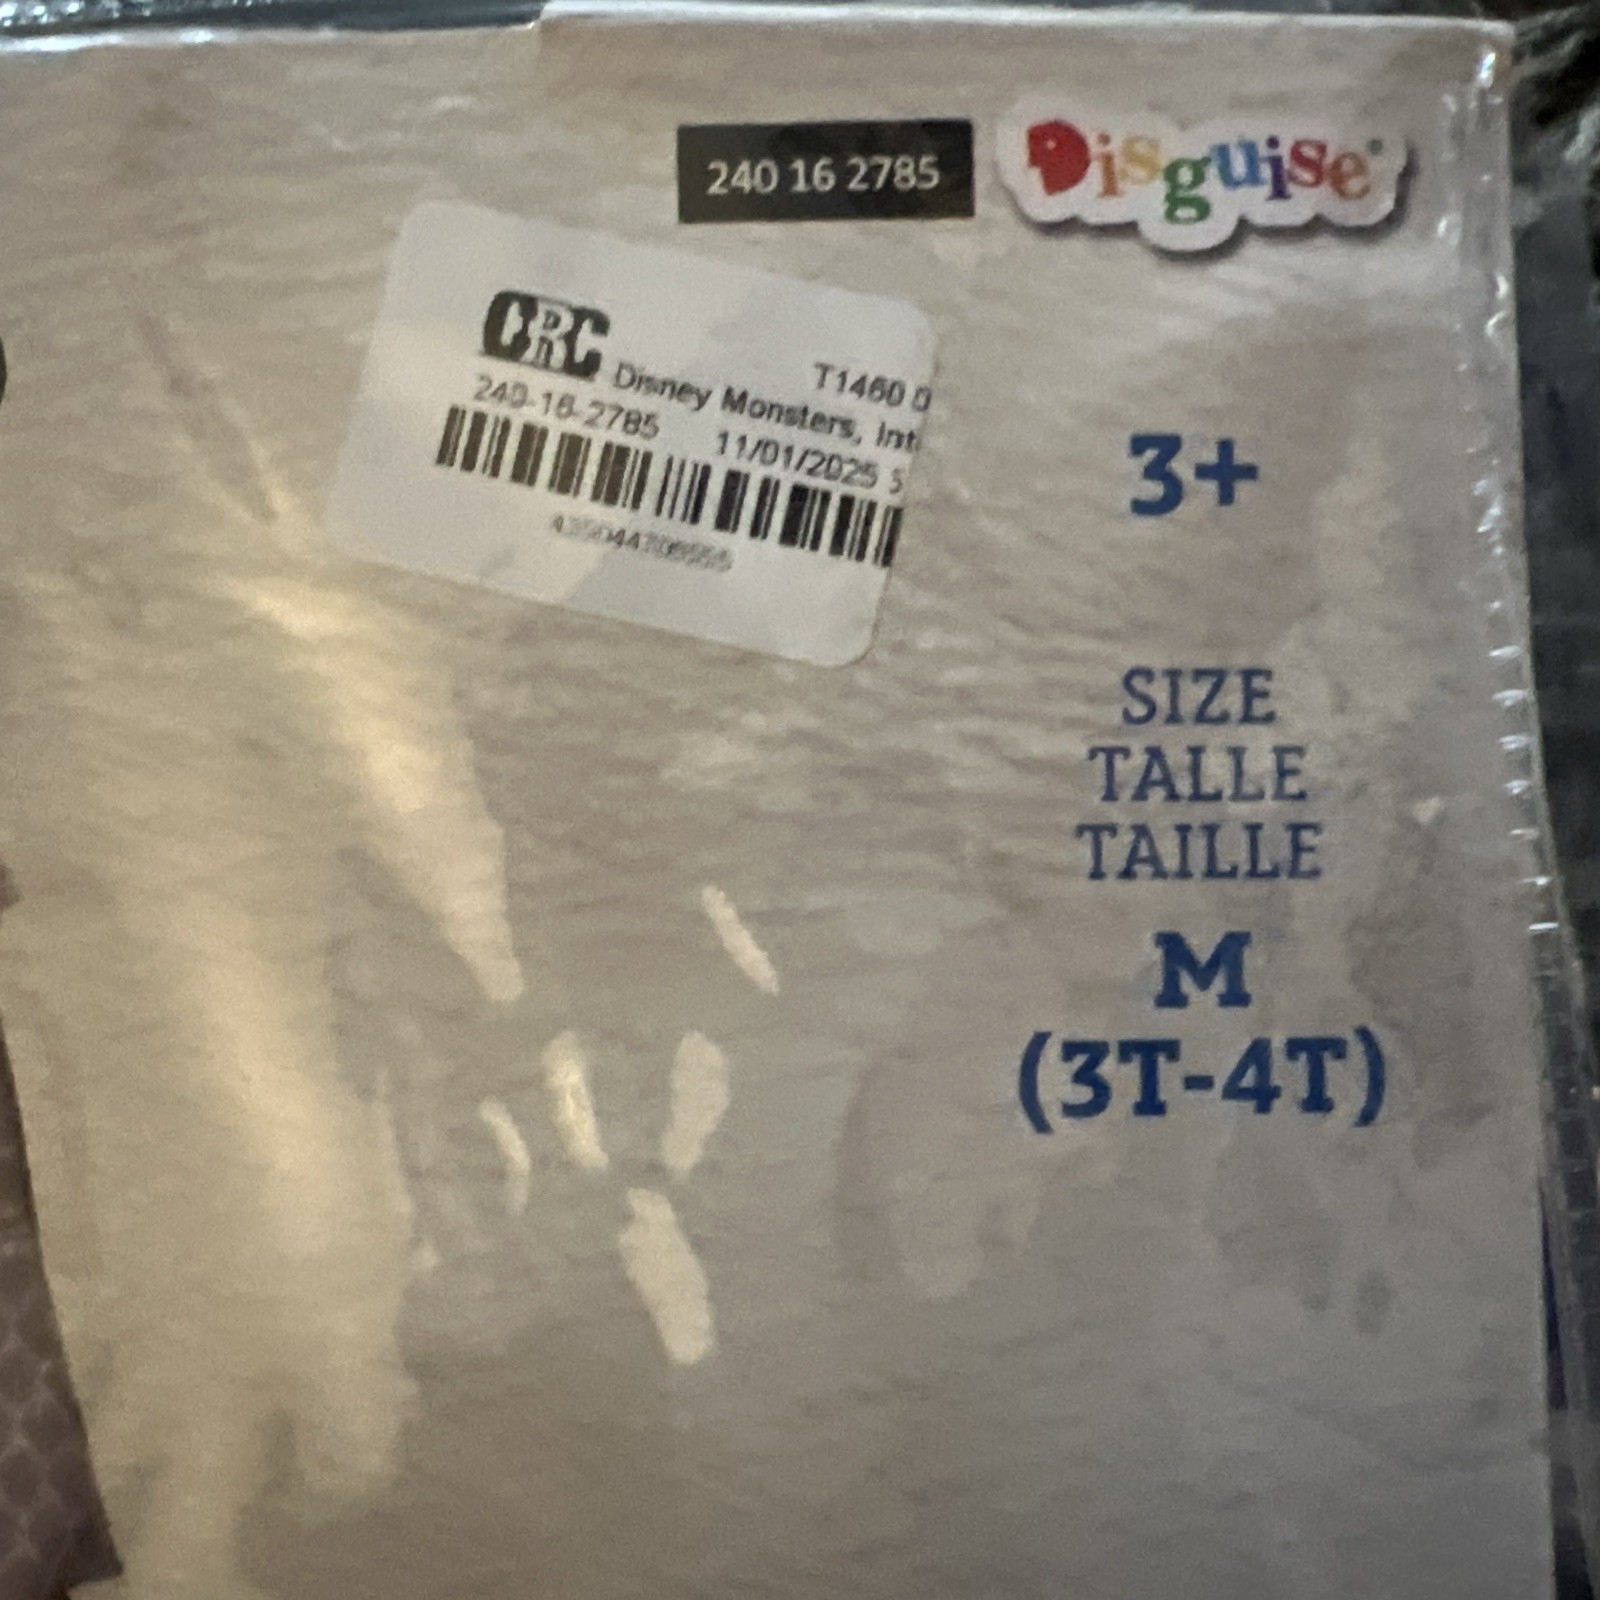 240 16 2785
Disguise
CRC
T1460
Disney Monsters,
240-16-2785 11/01/2025
3+
SIZE
TALLE
TAILLE
M
(3T-4T)